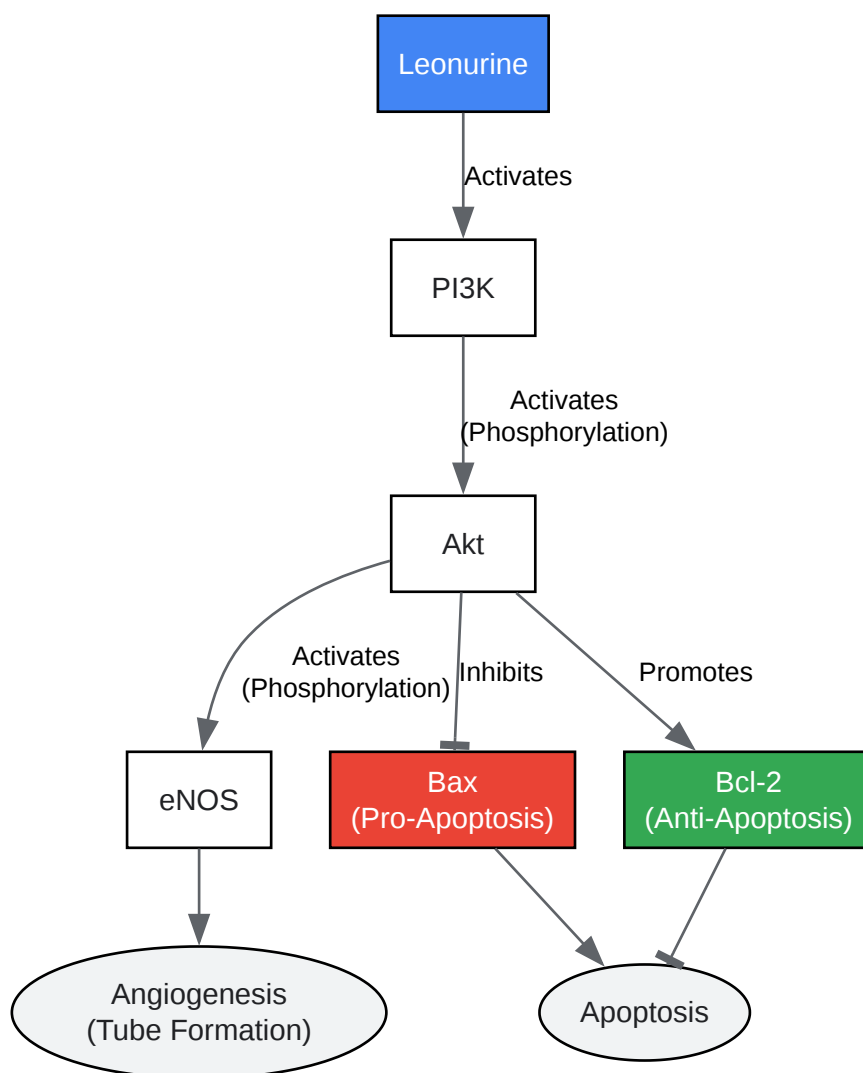 Leonurine
Activates
PI3K
Activates
(Phosphorylation)
Akt
Activates
(Phosphorylation)
Inhibits
Promotes
eNOS
Bax
(Pro-Apoptosis)
Bcl-2
(Anti-Apoptosis)
Angiogenesis
(Tube Formation)
Apoptosis